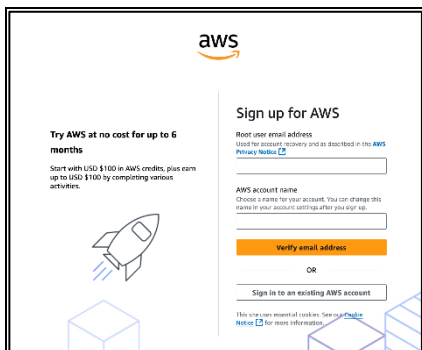 aws
Try AWS at no cost for up to 6
months
Start with USD $100 in AWS credits, plus earn
up to USD $100 by completing various
activities.
Sign up for AWS
Root user email address
Used for account recovery and as described in the AWS
Privacy Notice
AWS account name
Choose a name for your account. You can change this
name in your account settings after you sign up.
Verify email address
OR
Sign in to an existing AWS account
This site uses essential cookies. See our Cookie
Notice for more information.